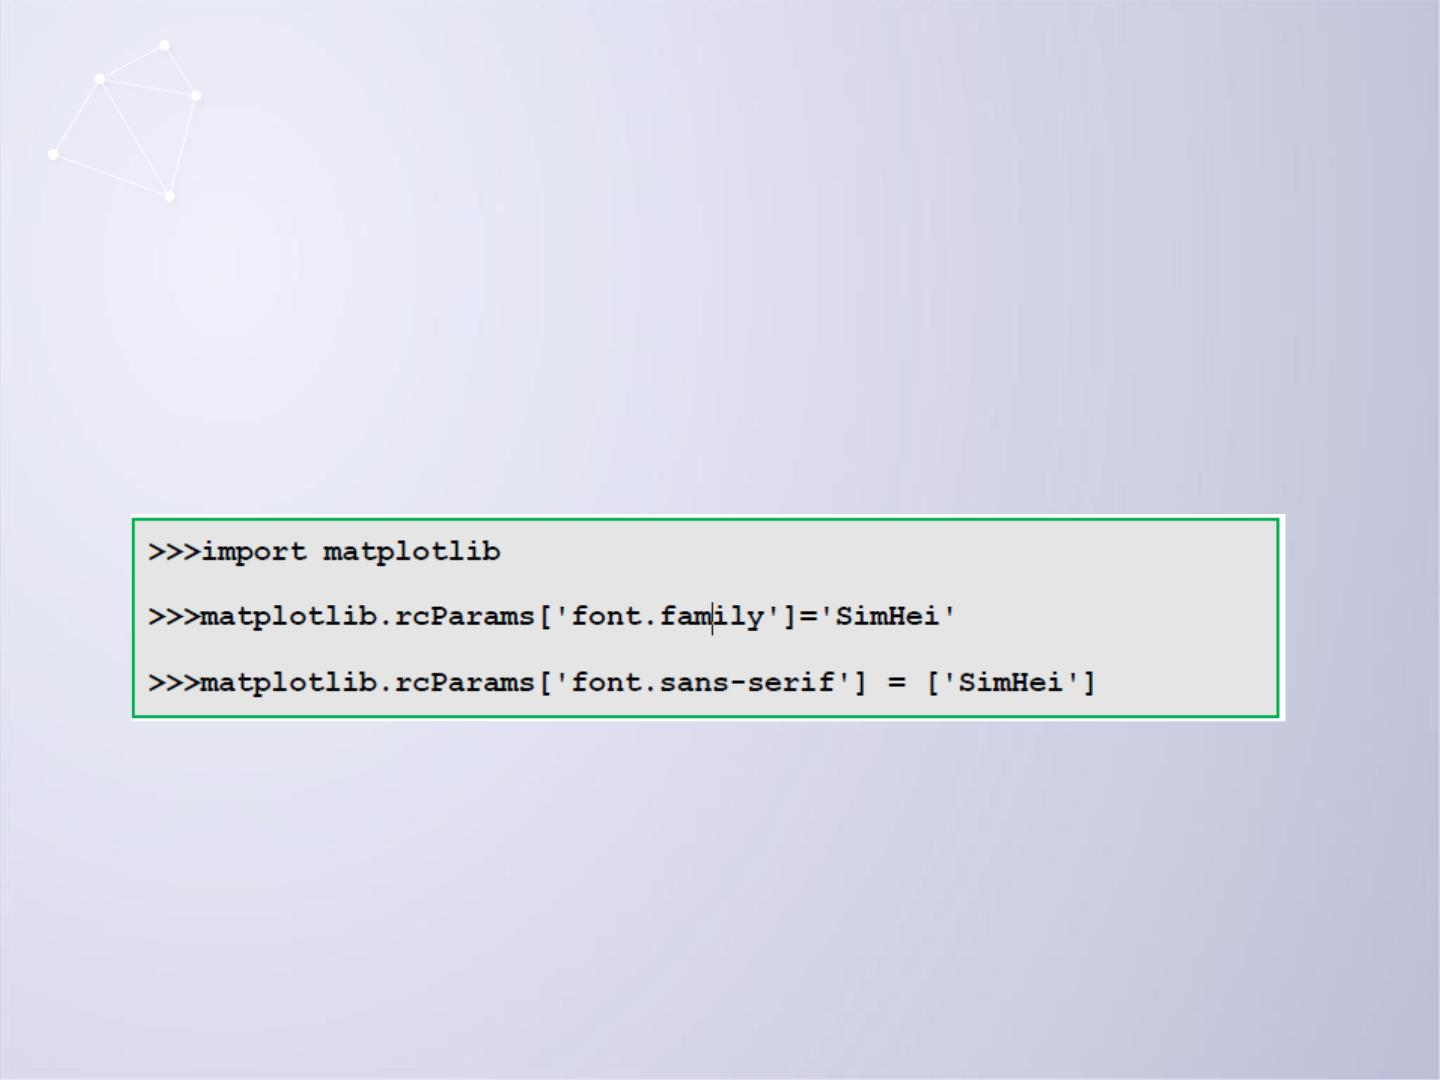 >>>import matplotlib
>>>matplotlib.rcParams['font.family']='SimHei'
>>>matplotlib.rcParams['font.sans-serif'] = ['SimHei']